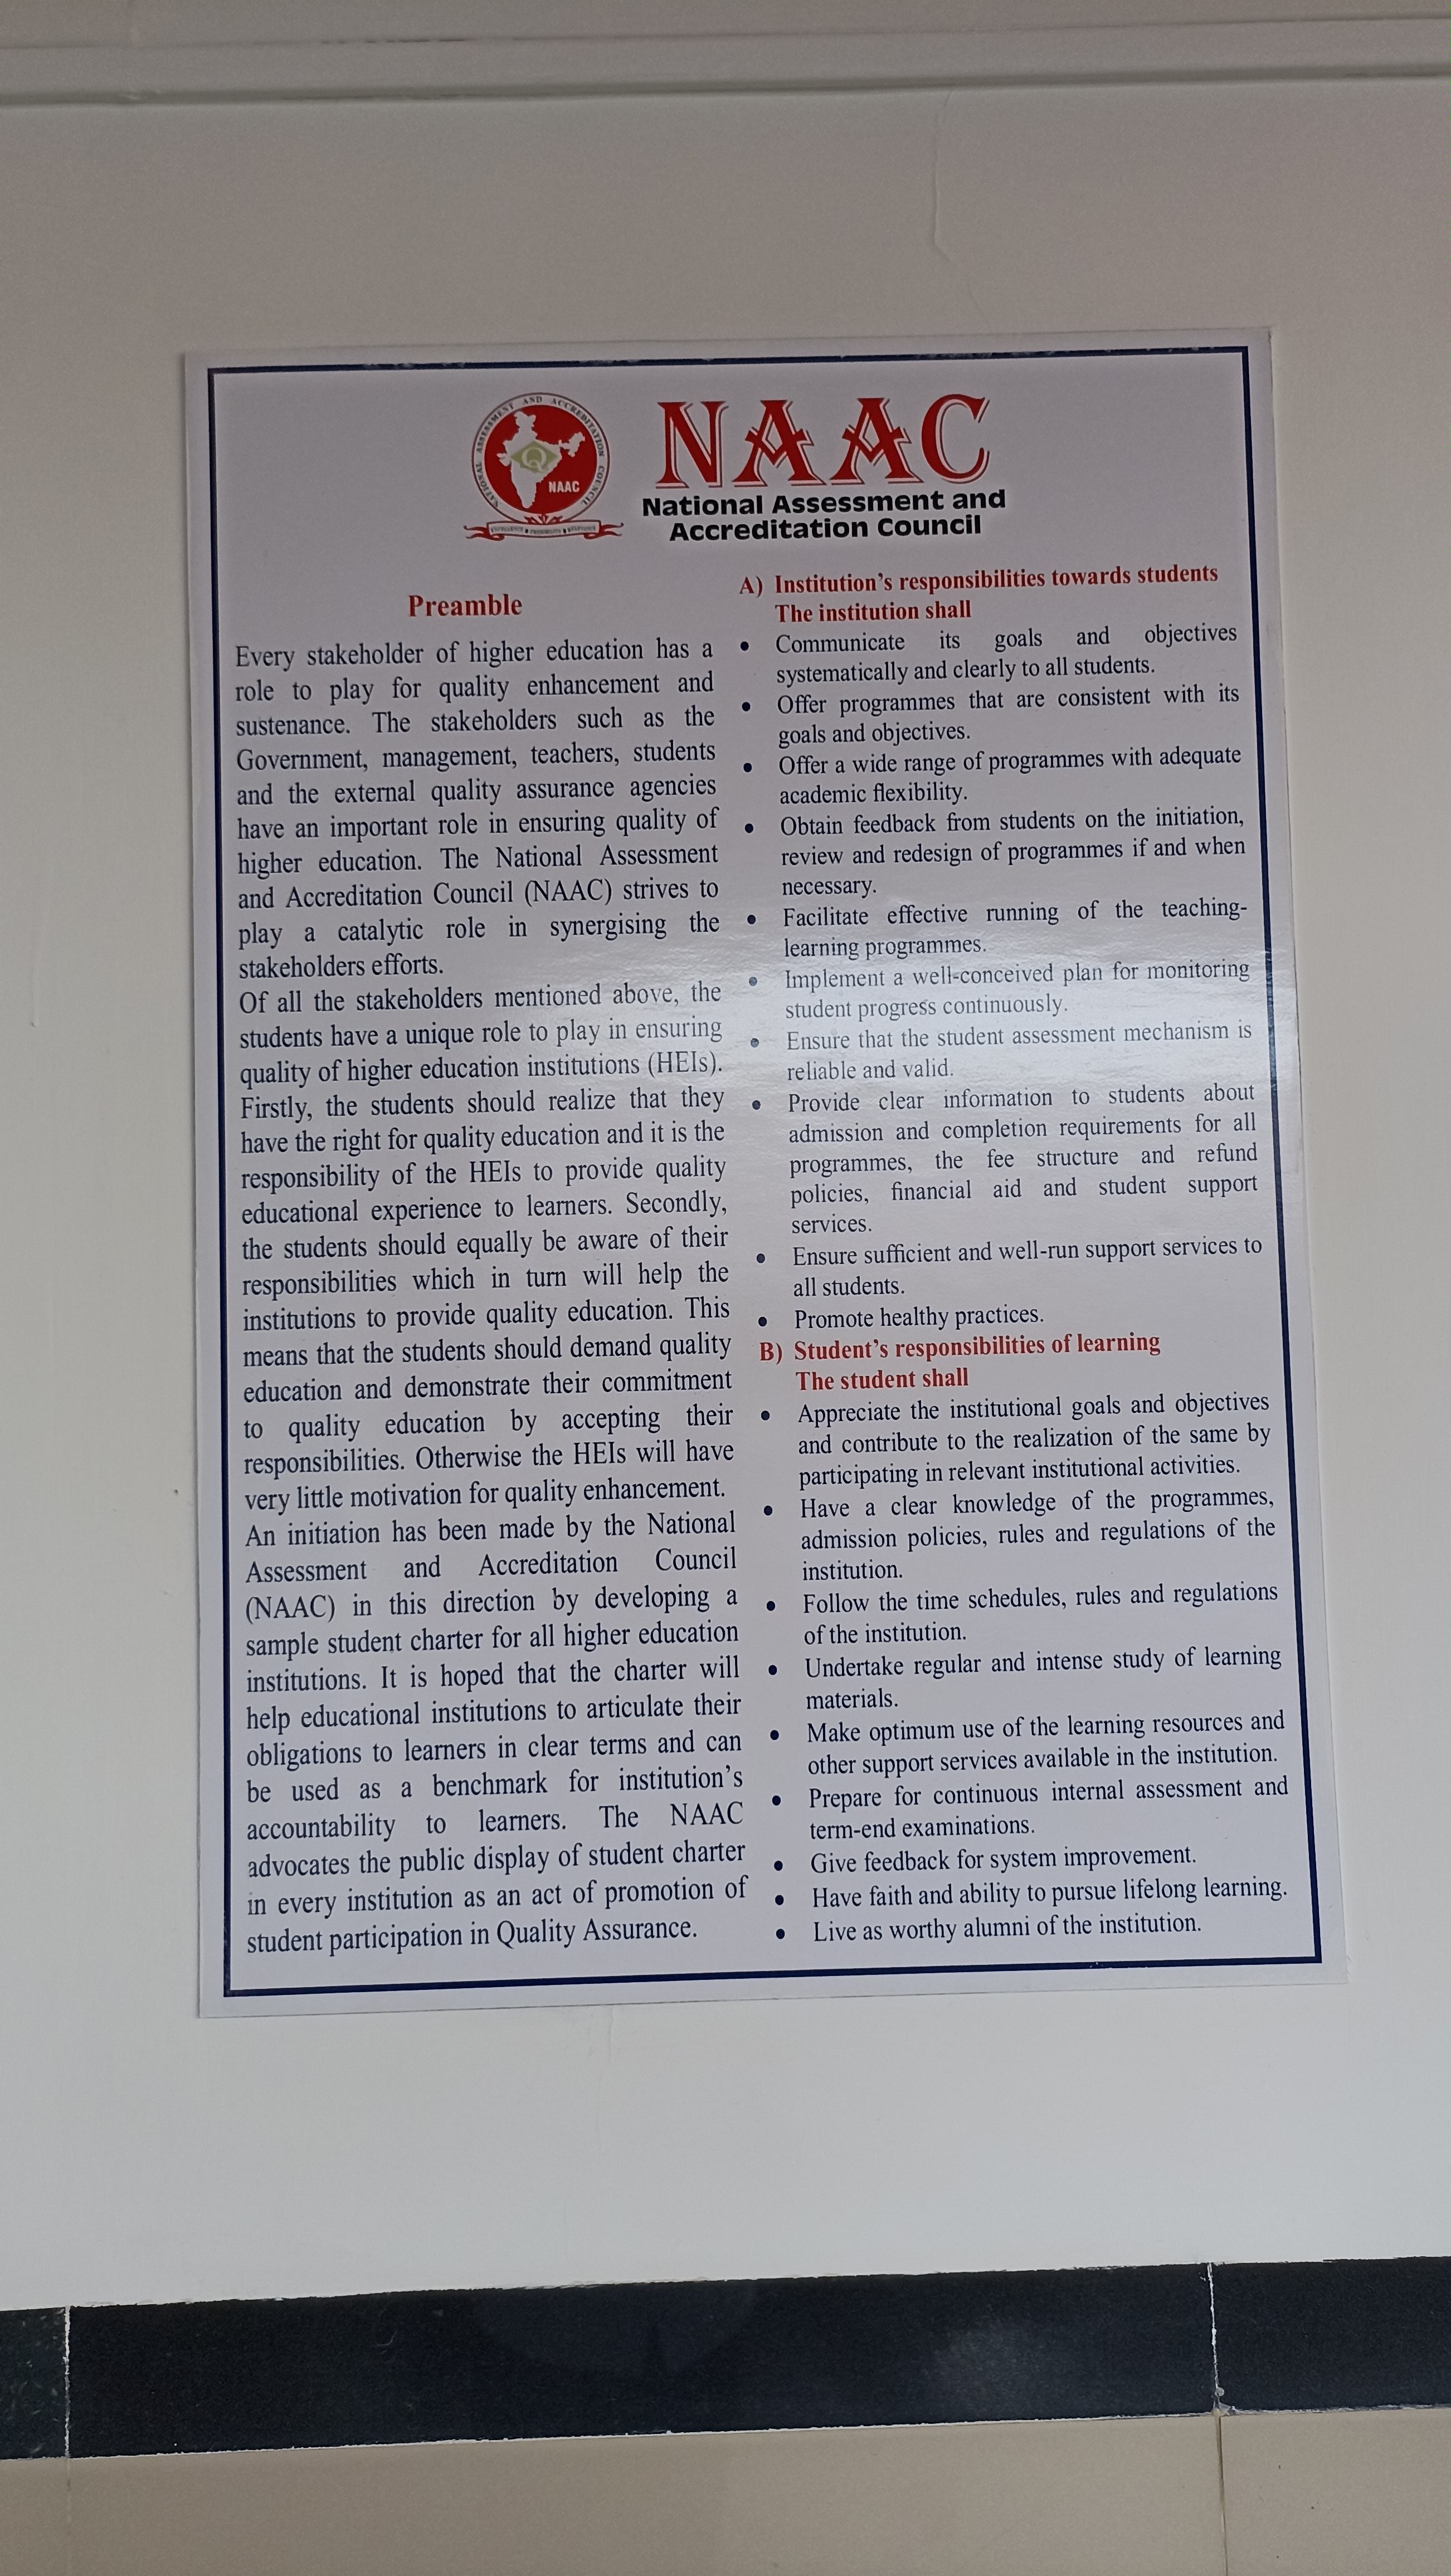 NATIONAL ASSESSMENT AND ACCREDITATION COUNCIL
Q
NAAC
NAAC
National Assessment and
Accreditation Council
Preamble
Every stakeholder of higher education has a
role to play for quality enhancement and
sustenance. The stakeholders such as the
Government, management, teachers, students
and the external quality assurance agencies
have an important role in ensuring quality of
higher education. The National Assessment
and Accreditation Council (NAAC) strives to
play a catalytic role in synergising the
stakeholders efforts.
Of all the stakeholders mentioned above, the
students have a unique role to play in ensuring
quality of higher education institutions (HEIs).
Firstly, the students should realize that they
have the right for quality education and it is the
responsibility of the HEIs to provide quality
educational experience to learners. Secondly,
the students should equally be aware of their
responsibilities which in turn will help the
institutions to provide quality education. This
means that the students should demand quality
education and demonstrate their commitment
to quality education by accepting their
responsibilities. Otherwise the HEIs will have
very little motivation for quality enhancement.
An initiation has been made by the National
Assessment and Accreditation Council
(NAAC) in this direction by developing a
sample student charter for all higher education
institutions. It is hoped that the charter will
help educational institutions to articulate their
obligations to learners in clear terms and can
be used as a benchmark for institution's
accountability to learners. The NAAC
advocates the public display of student charter
in every institution as an act of promotion of
student participation in Quality Assurance.
A) Institution's responsibilities towards students
The institution shall
• Communicate its goals and objectives
systematically and clearly to all students.
• Offer programmes that are consistent with its
goals and objectives.
• Offer a wide range of programmes with adequate
academic flexibility.
• Obtain feedback from students on the initiation,
review and redesign of programmes if and when
necessary.
• Facilitate effective running of the teaching-
learning programmes.
• Implement a well-conceived plan for monitoring
student progress continuously.
• Ensure that the student assessment mechanism is
reliable and valid.
• Provide clear information to students about
admission and completion requirements for all
programmes, the fee structure and refund
policies, financial aid and student support
services.
• Ensure sufficient and well-run support services to
all students.
• Promote healthy practices.
B) Student's responsibilities of learning
The student shall
• Appreciate the institutional goals and objectives
and contribute to the realization of the same by
participating in relevant institutional activities.
• Have a clear knowledge of the programmes,
admission policies, rules and regulations of the
institution.
• Follow the time schedules, rules and regulations
of the institution.
• Undertake regular and intense study of learning
materials.
• Make optimum use of the learning resources and
other support services available in the institution.
• Prepare for continuous internal assessment and
term-end examinations.
• Give feedback for system improvement.
• Have faith and ability to pursue lifelong learning.
• Live as worthy alumni of the institution.